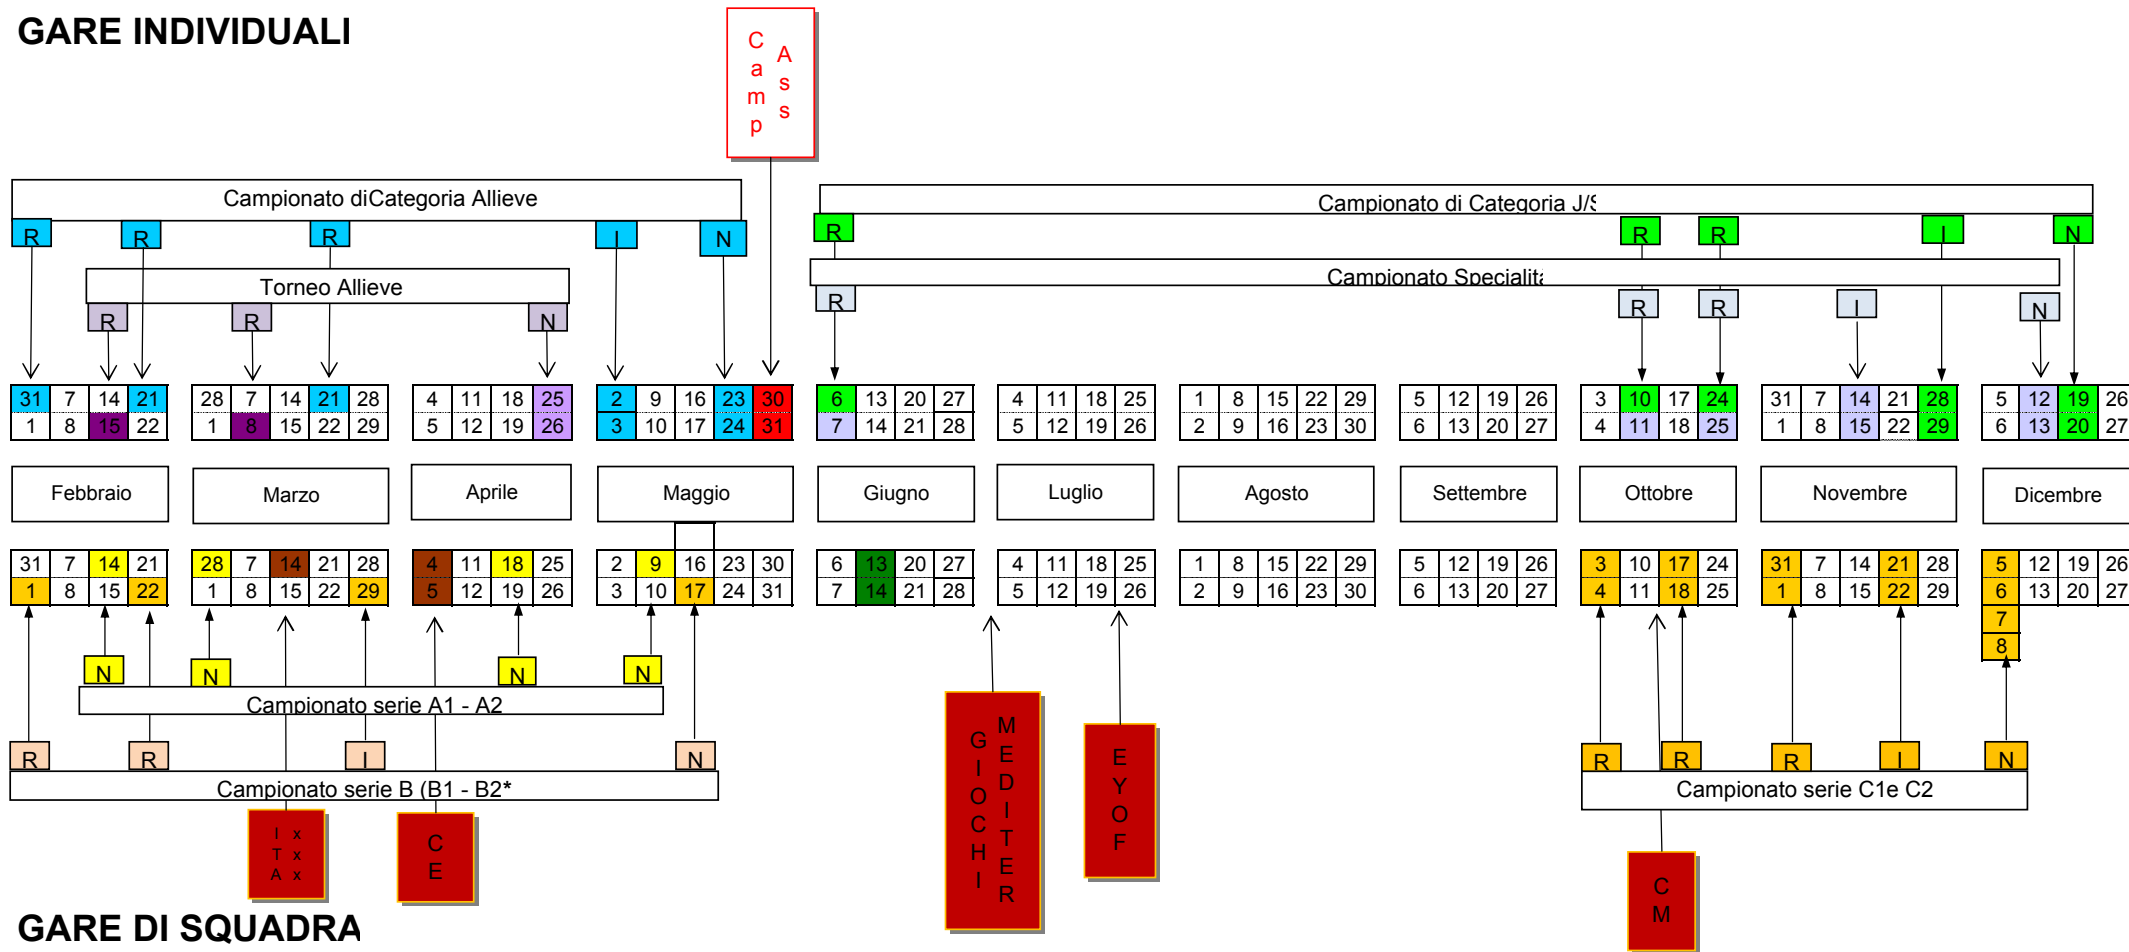 GARE INDIVIDUALI
Camp Ass
Campionato diCategoria Allieve
Campionato di Categoria J/S
R R R I N
R R R I N
Torneo Allieve
Campionato Specialità
R R N
R R R I N
31 7 14 21 28 7 14 21 28 4 11 18 25 2 9 16 23 30 6 13 20 27 4 11 18 25 1 8 15 22 29 5 12 19 26 3 10 17 24 31 7 14 21 28 5 12 19 26
1 8 15 22 1 8 15 22 29 5 12 19 26 3 10 17 24 31 7 14 21 28 5 12 19 26 2 9 16 23 30 6 13 20 27 4 11 18 25 1 8 15 22 29 6 13 20 27
Febbraio Marzo Aprile Maggio Giugno Luglio Agosto Settembre Ottobre Novembre Dicembre
31 7 14 21 28 7 14 21 28 4 11 18 25 2 9 16 23 30 6 13 20 27 4 11 18 25 1 8 15 22 29 5 12 19 26 3 10 17 24 31 7 14 21 28 5 12 19 26
1 8 15 22 1 8 15 22 29 5 12 19 26 3 10 17 24 31 7 14 21 28 5 12 19 26 2 9 16 23 30 6 13 20 27 4 11 18 25 1 8 15 22 29 6 13 20 27
7
8
N N N N
Campionato serie A1 - A2
R R I N
Campionato serie B (B1 - B2*
R R R I N
Campionato serie C1e C2
ITA xxx
CE
GIOCHI MEDITER
EYOF
CM
GARE DI SQUADRA